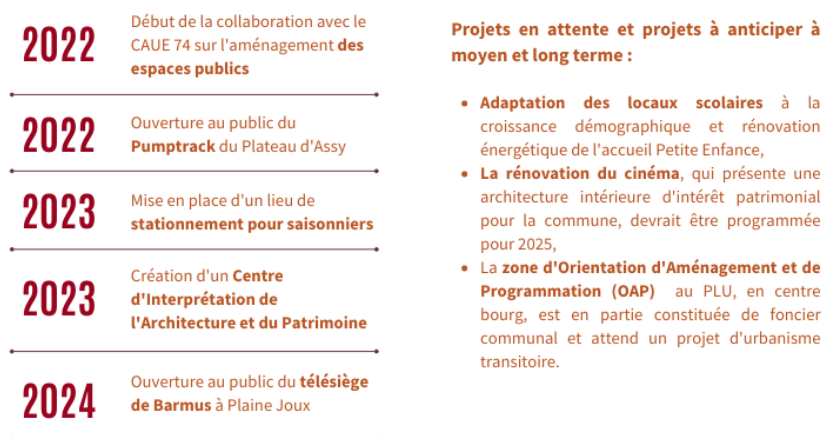 2022
Début de la collaboration avec le
CAUE 74 sur l'aménagement des
espaces publics
2022
Ouverture au public du
Pumptrack du Plateau d'Assy
2023
Mise en place d'un lieu de
stationnement pour saisonniers
2023
Création d'un Centre
d'Interprétation de
l'Architecture et du Patrimoine
2024
Ouverture au public du télésiège
de Barmus à Plaine Joux
Projets en attente et projets à anticiper à
moyen et long terme :
• Adaptation des locaux scolaires à la
croissance démographique et rénovation
énergétique de l'accueil Petite Enfance,
• La rénovation du cinéma, qui présente une
architecture intérieure d'intérêt patrimonial
pour la commune, devrait être programmée
pour 2025,
• La zone d'Orientation d'Aménagement et de
Programmation (OAP) au PLU, en centre
bourg, est en partie constituée de foncier
communal et attend un projet d'urbanisme
transitoire.